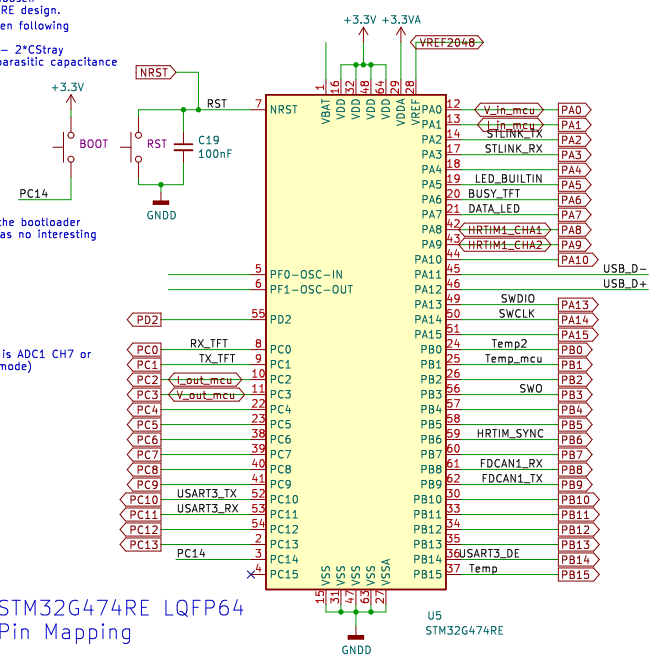 RE design.
en following
- 2*CStray
parasitic capacitance
+3.3V
+3.3V +3.3VA
VREF2048
NRST
RST
BOOT
RST
C19
100nF
PC14
GNDD
the bootloader
as no interesting
is ADC1 CH7 or
mode)
1 VBAT
16 VDD
32 VDD
48 VDD
64 VDD
29 VDDA
28 VREF
7 NRST
5 PF0-OSC-IN
6 PF1-OSC-OUT
PD2 55 PD2
PC0 RX_TFT 8 PC0
PC1 TX_TFT 9 PC1
PC2 I_out_mcu 10 PC2
PC3 V_out_mcu 11 PC3
PC4 22 PC4
PC5 23 PC5
PC6 38 PC6
PC7 39 PC7
PC8 40 PC8
PC9 41 PC9
PC10 USART3_TX 52 PC10
PC11 USART3_RX 53 PC11
PC12 54 PC12
PC13 2 PC13
PC14 3 PC14
4 PC15
PA0 12 V_in_mcu PA0
PA1 13 I_in_mcu PA1
PA2 14 STLINK_TX PA2
PA3 17 STLINK_RX PA3
PA4 18 PA4
PA5 19 LED_BUILTIN PA5
PA6 20 BUSY_TFT PA6
PA7 21 DATA_LED PA7
PA8 42 HRTIM1_CHA1 PA8
PA9 43 HRTIM1_CHA2 PA9
PA10 44 PA10
PA11 45 USB_D-
PA12 46 USB_D+
PA13 49 SWDIO PA13
PA14 50 SWCLK PA14
PA15 51 PA15
PB0 24 Temp2 PB0
PB1 25 Temp_mcu PB1
PB2 26 PB2
PB3 56 SWO PB3
PB4 57 PB4
PB5 58 PB5
PB6 59 HRTIM_SYNC PB6
PB7 60 PB7
PB8 61 FDCAN1_RX PB8
PB9 62 FDCAN1_TX PB9
PB10 30 PB10
PB11 33 PB11
PB12 34 PB12
PB13 35 PB13
PB14 36 USART3_DE PB14
PB15 37 Temp PB15
15 VSS
31 VSS
47 VSS
63 VSS
27 VSSA
GNDD
U5
STM32G474RE
STM32G474RE LQFP64
Pin Mapping